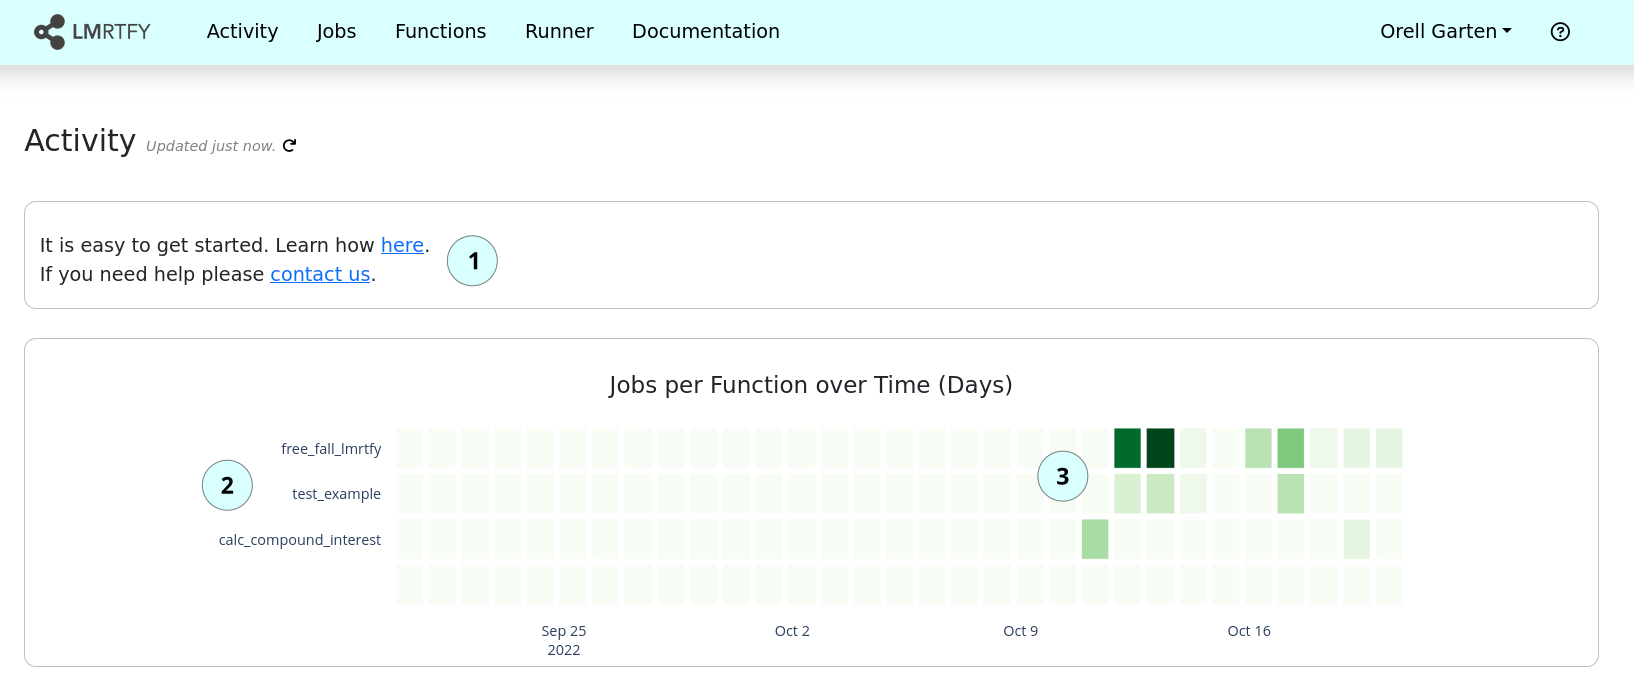 LMRTFY Activity Jobs Functions Runner Documentation Orell Garten ?
Activity Updated just now.
It is easy to get started. Learn how here.
If you need help please contact us.
1
Jobs per Function over Time (Days)
free_fall_lmrtfy
2
3
test_example
calc_compound_interest
Sep 25 Oct 2 Oct 9 Oct 16
2022